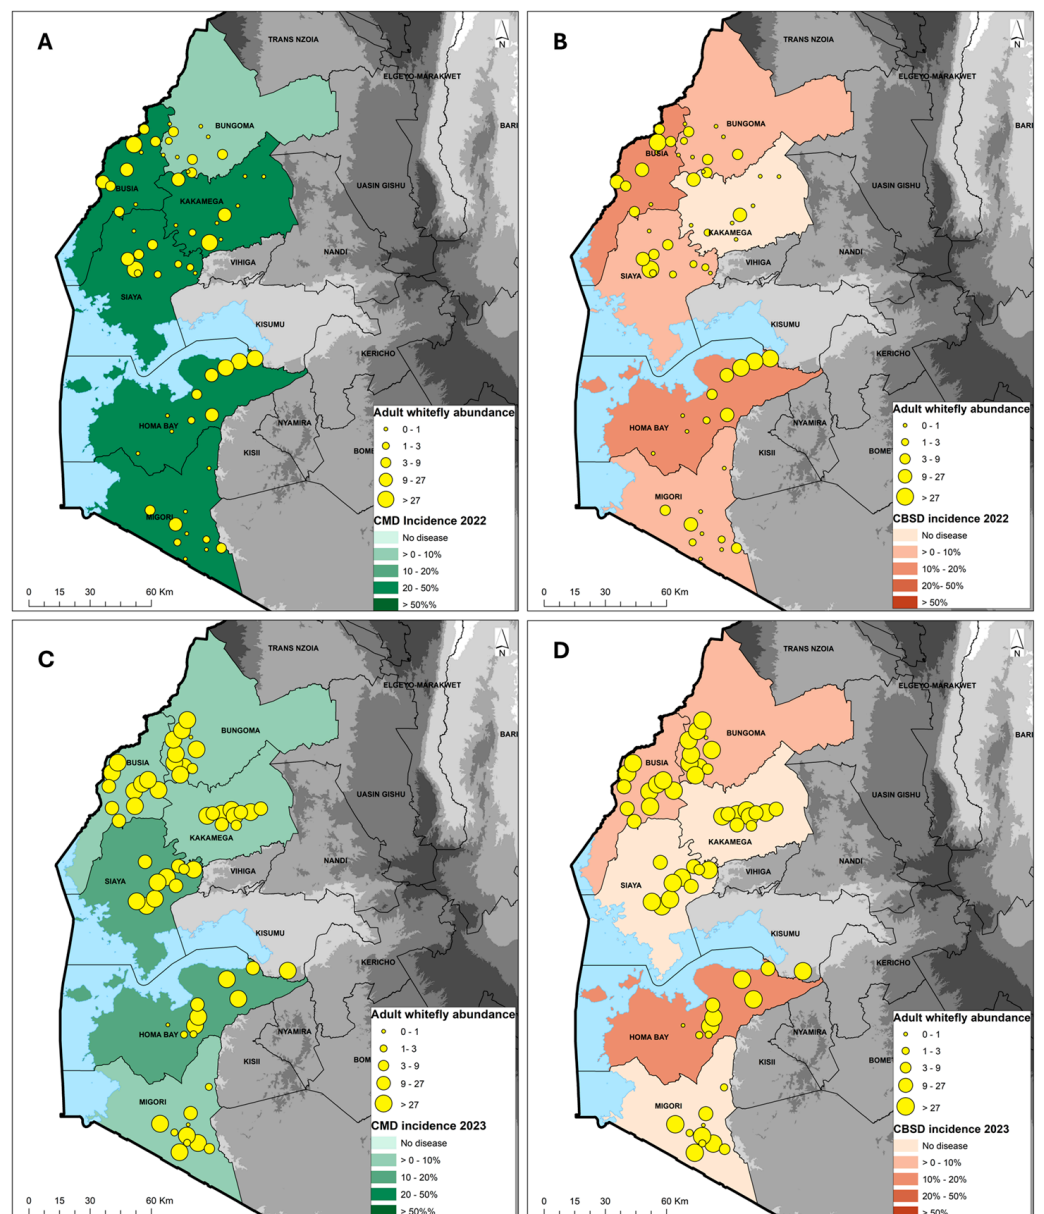 A
N
TRANS NZOIA
ELGEYO-MARAKWET
BARI
BUNGOMA
UASIN GISHU
BUSIA
KAKAMEGA
NANDI
VIHIGA
SIAYA
KISUMU
KERICHO
HOMA BAY
NYAMIRA
KISII
BOME
MIGORI
Adult whitefly abundance
0 - 1
1 - 3
3 - 9
9 - 27
> 27
CMD Incidence 2022
No disease
> 0 - 10%
10 - 20%
20 - 50%
> 50%%
0 15 30 60 Km
B
N
TRANS NZOIA
ELGEYO-MARAKWET
BARI
BUNGOMA
BUSIA
UASIN GISHU
KAKAMEGA
NANDI
VIHIGA
SIAYA
KISUMU
KERICHO
HOMA BAY
NYAMIRA
KISII
BOME
MIGORI
Adult whitefly abundance
0 - 1
1 - 3
3 - 9
9 - 27
> 27
CBSD Incidence 2022
No disease
> 0 - 10%
10% - 20%
20%- 50%
> 50%
0 15 30 60 Km
C
N
TRANS NZOIA
ELGEYO-MARAKWET
BARI
BUNGOMA
BUSIA
UASIN GISHU
KAKAMEGA
NANDI
VIHIGA
SIAYA
KISUMU
KERICHO
HOMA BAY
NYAMIRA
KISII
BOM
MIGORI
Adult whitefly abundance
0 - 1
1 - 3
3 - 9
9 - 27
> 27
CMD incidence 2023
No disease
> 0 - 10%
10 - 20%
20 - 50%
> 50%%
0 15 30 60 Km
D
N
TRANS NZOIA
ELGEYO-MARAKWET
BARI
BUNGOMA
BUSIA
UASIN GISHU
KAKAMEGA
NANDI
VIHIGA
SIAYA
KISUMU
KERICHO
HOMA BAY
NYAMIRA
KISII
BOME
MIGORI
Adult whitefly abundance
0 - 1
1 - 3
3 - 9
9 - 27
> 27
CBSD incidence 2023
No disease
> 0 - 10%
10% - 20%
20% - 50%
> 50%
0 15 30 60 Km